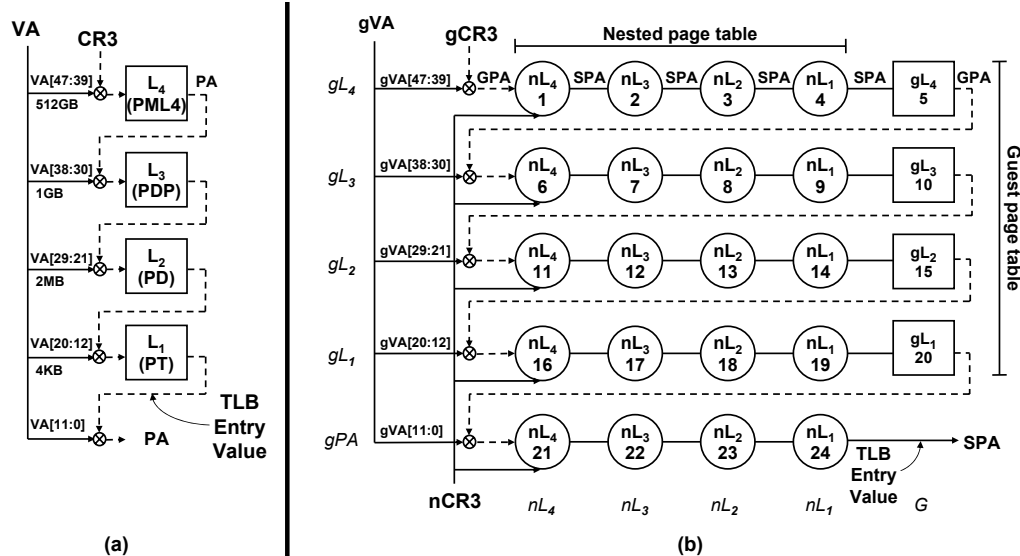 VA
CR3
VA[47:39]
512GB
L4
(PML4)
PA
VA[38:30]
1GB
L3
(PDP)
VA[29:21]
2MB
L2
(PD)
VA[20:12]
4KB
L1
(PT)
VA[11:0]
PA
TLB
Entry
Value
(a)
gVA
gCR3
Nested page table
gL4
gVA[47:39]
GPA
nL4
1
SPA
nL3
2
SPA
nL2
3
SPA
nL1
4
SPA
gL4
5
GPA
gL3
gVA[38:30]
nL4
6
nL3
7
nL2
8
nL1
9
gL3
10
gL2
gVA[29:21]
nL4
11
nL3
12
nL2
13
nL1
14
gL2
15
gL1
gVA[20:12]
nL4
16
nL3
17
nL2
18
nL1
19
gL1
20
Guest page table
gPA
gVA[11:0]
nL4
21
nL3
22
nL2
23
nL1
24
TLB
Entry
Value
SPA
nCR3
nL4
nL3
nL2
nL1
G
(b)